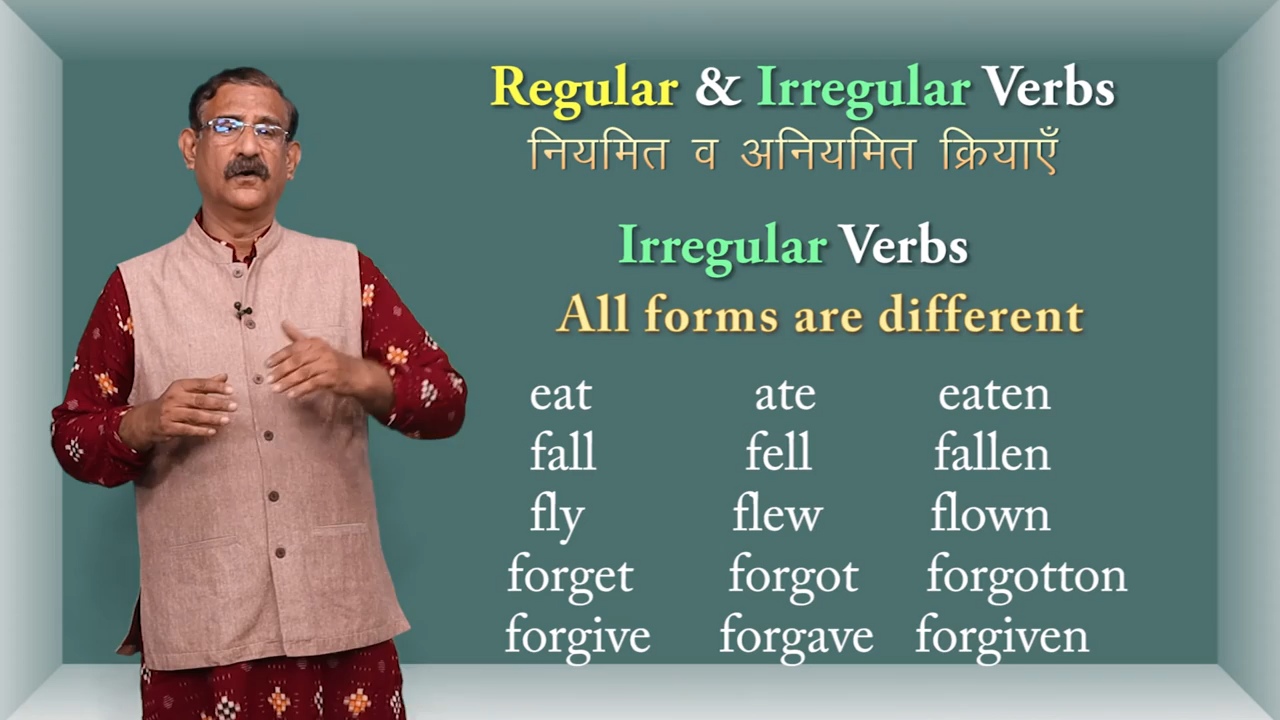 Regular & Irregular Verbs
नियमित व अनियमित क्रियाएँ
Irregular Verbs
All forms are different
eat ate eaten
fall fell fallen
fly flew flown
forget forgot forgotton
forgive forgave forgiven